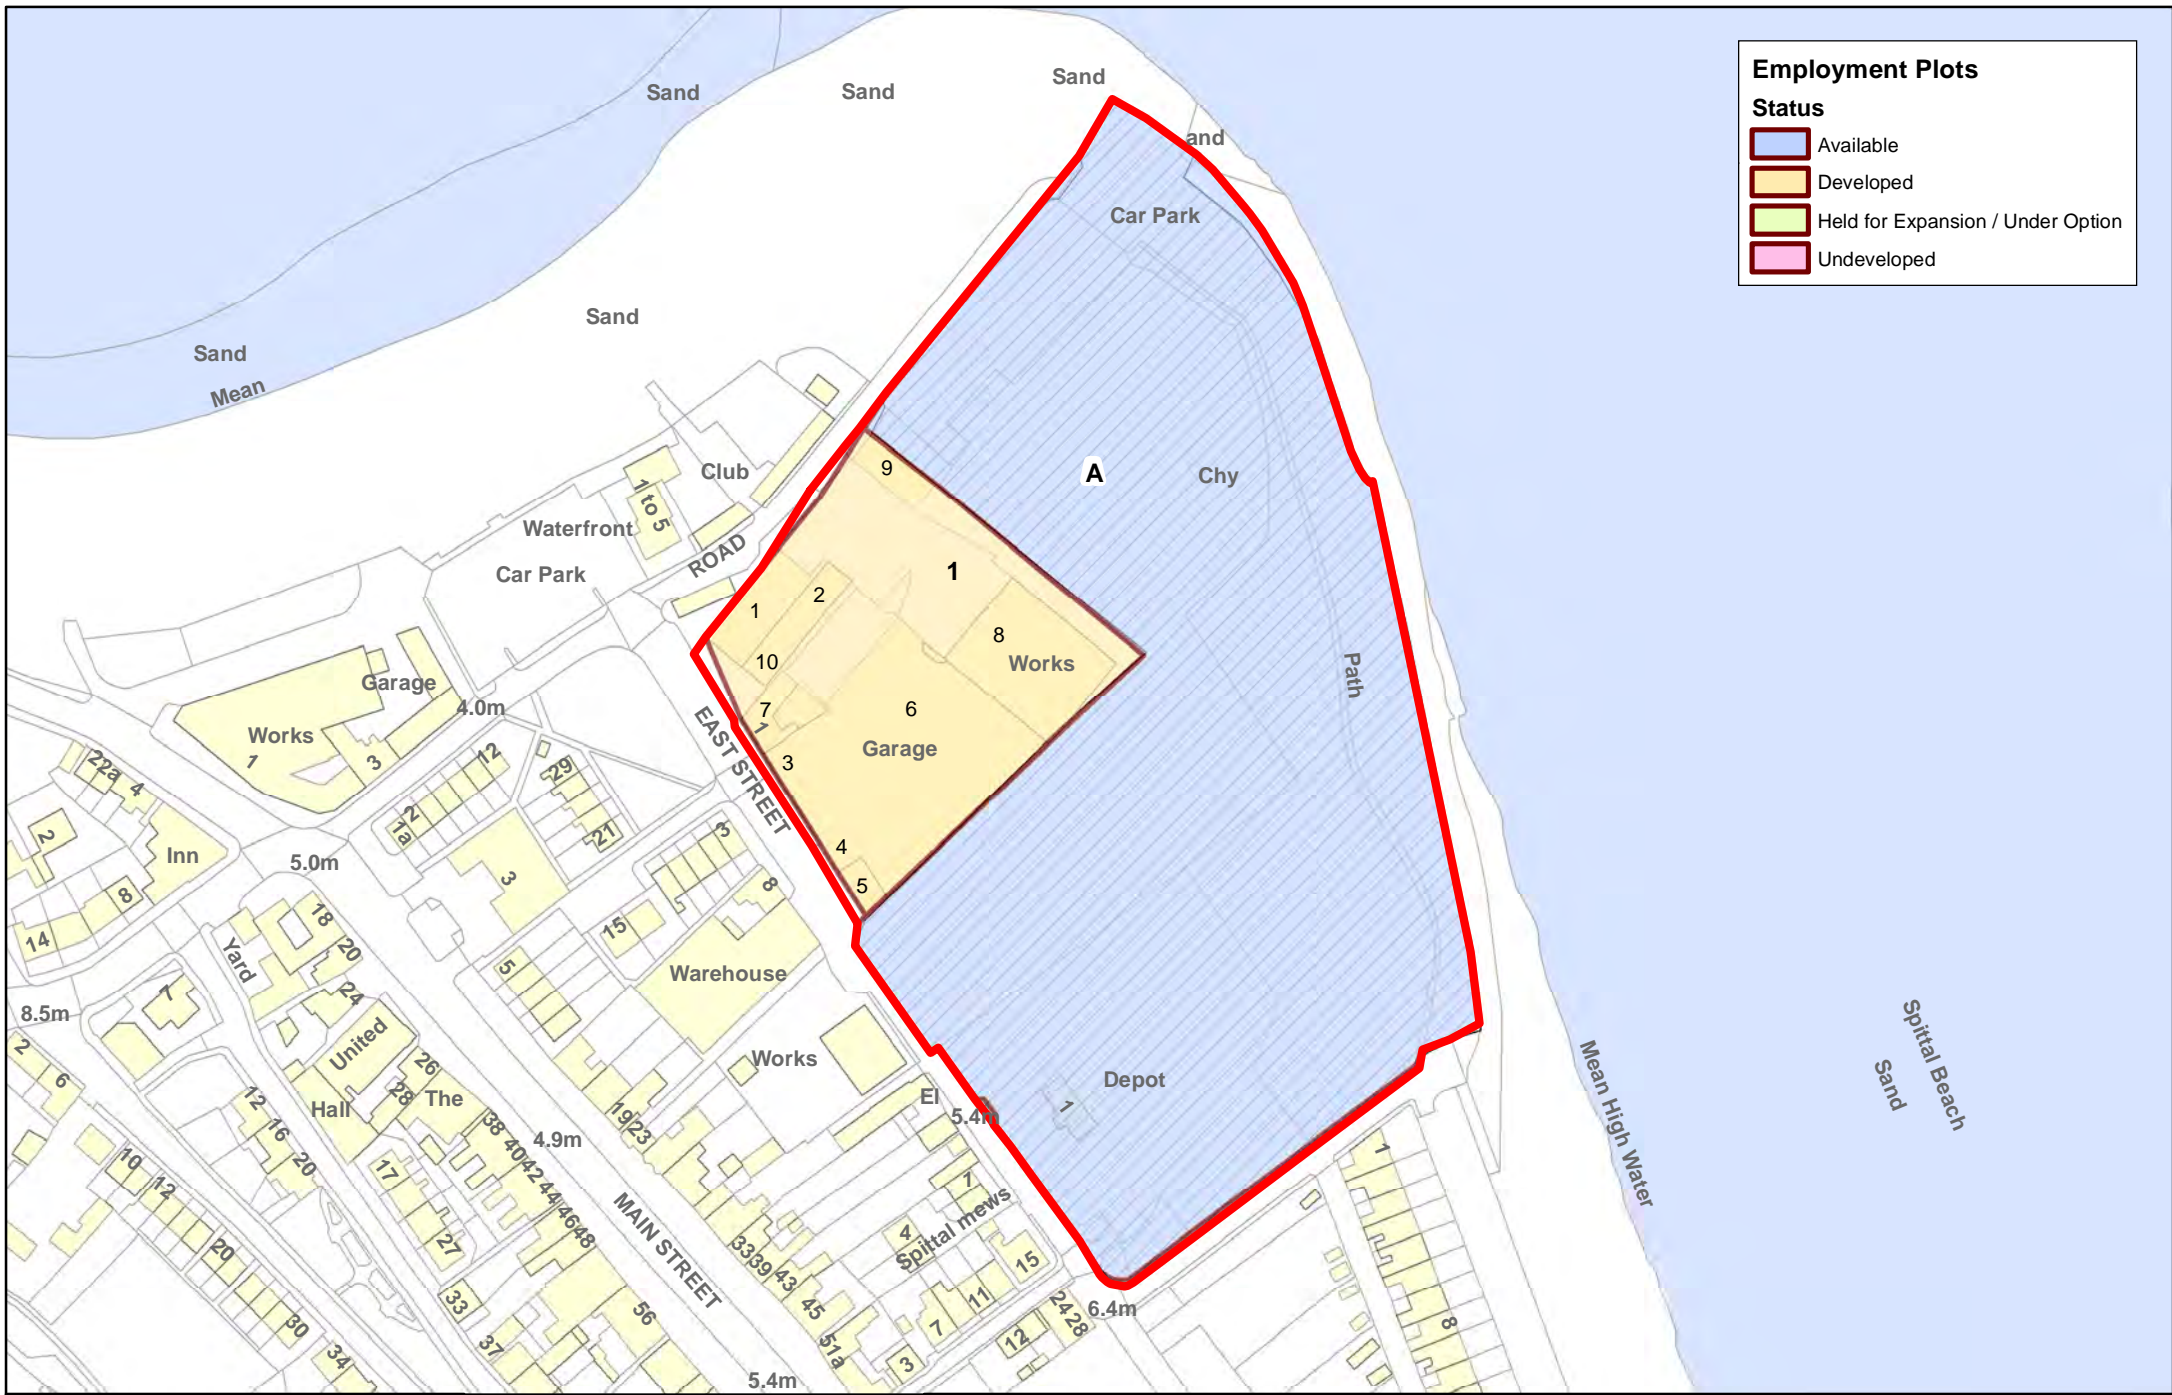 Employment Plots
Status
Available
Developed
Held for Expansion / Under Option
Undeveloped
Sand
Sand
Sand
and
Car Park
Sand
Sand
Mean
Club
1 to 5
Waterfront
Car Park
ROAD
A
Chy
9
1
2
1
8
Works
10
7
1
6
Garage
3
4
5
Path
EAST STREET
Garage
4.0m
Works
1
3
12
2
1a
29
21
22a
4
2
Inn
8
14
5.0m
3
3
8
15
Warehouse
5
18
20
Yard
24
7
8.5m
2
6
United
26
28
The
Hall
12
16
20
38
40
42
44
46
48
4.9m
19
23
Works
El
5.4m
Depot
1
10
12
17
27
20
30
34
33
37
56
MAIN STREET
33
39
43
45
51a
5.4m
1
4
Spittal mews
15
11
7
3
12
24
28
6.4m
1
8
Mean High Water
Sand
Spittal Beach